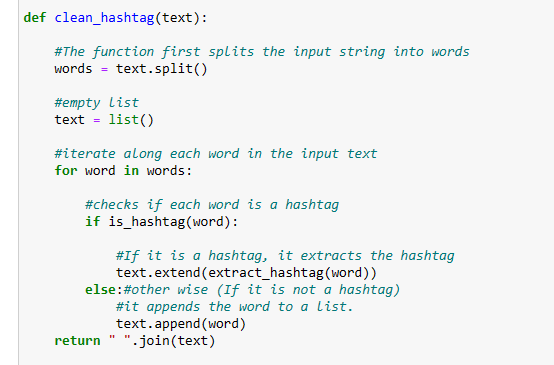 def clean_hashtag(text):
#The function first splits the input string into words
words = text.split()
#empty list
text = list()
#iterate along each word in the input text
for word in words:
#checks if each word is a hashtag
if is_hashtag(word):
#If it is a hashtag, it extracts the hashtag
text.extend(extract_hashtag(word))
else:#other wise (If it is not a hashtag)
#it appends the word to a list.
text.append(word)
return " ".join(text)